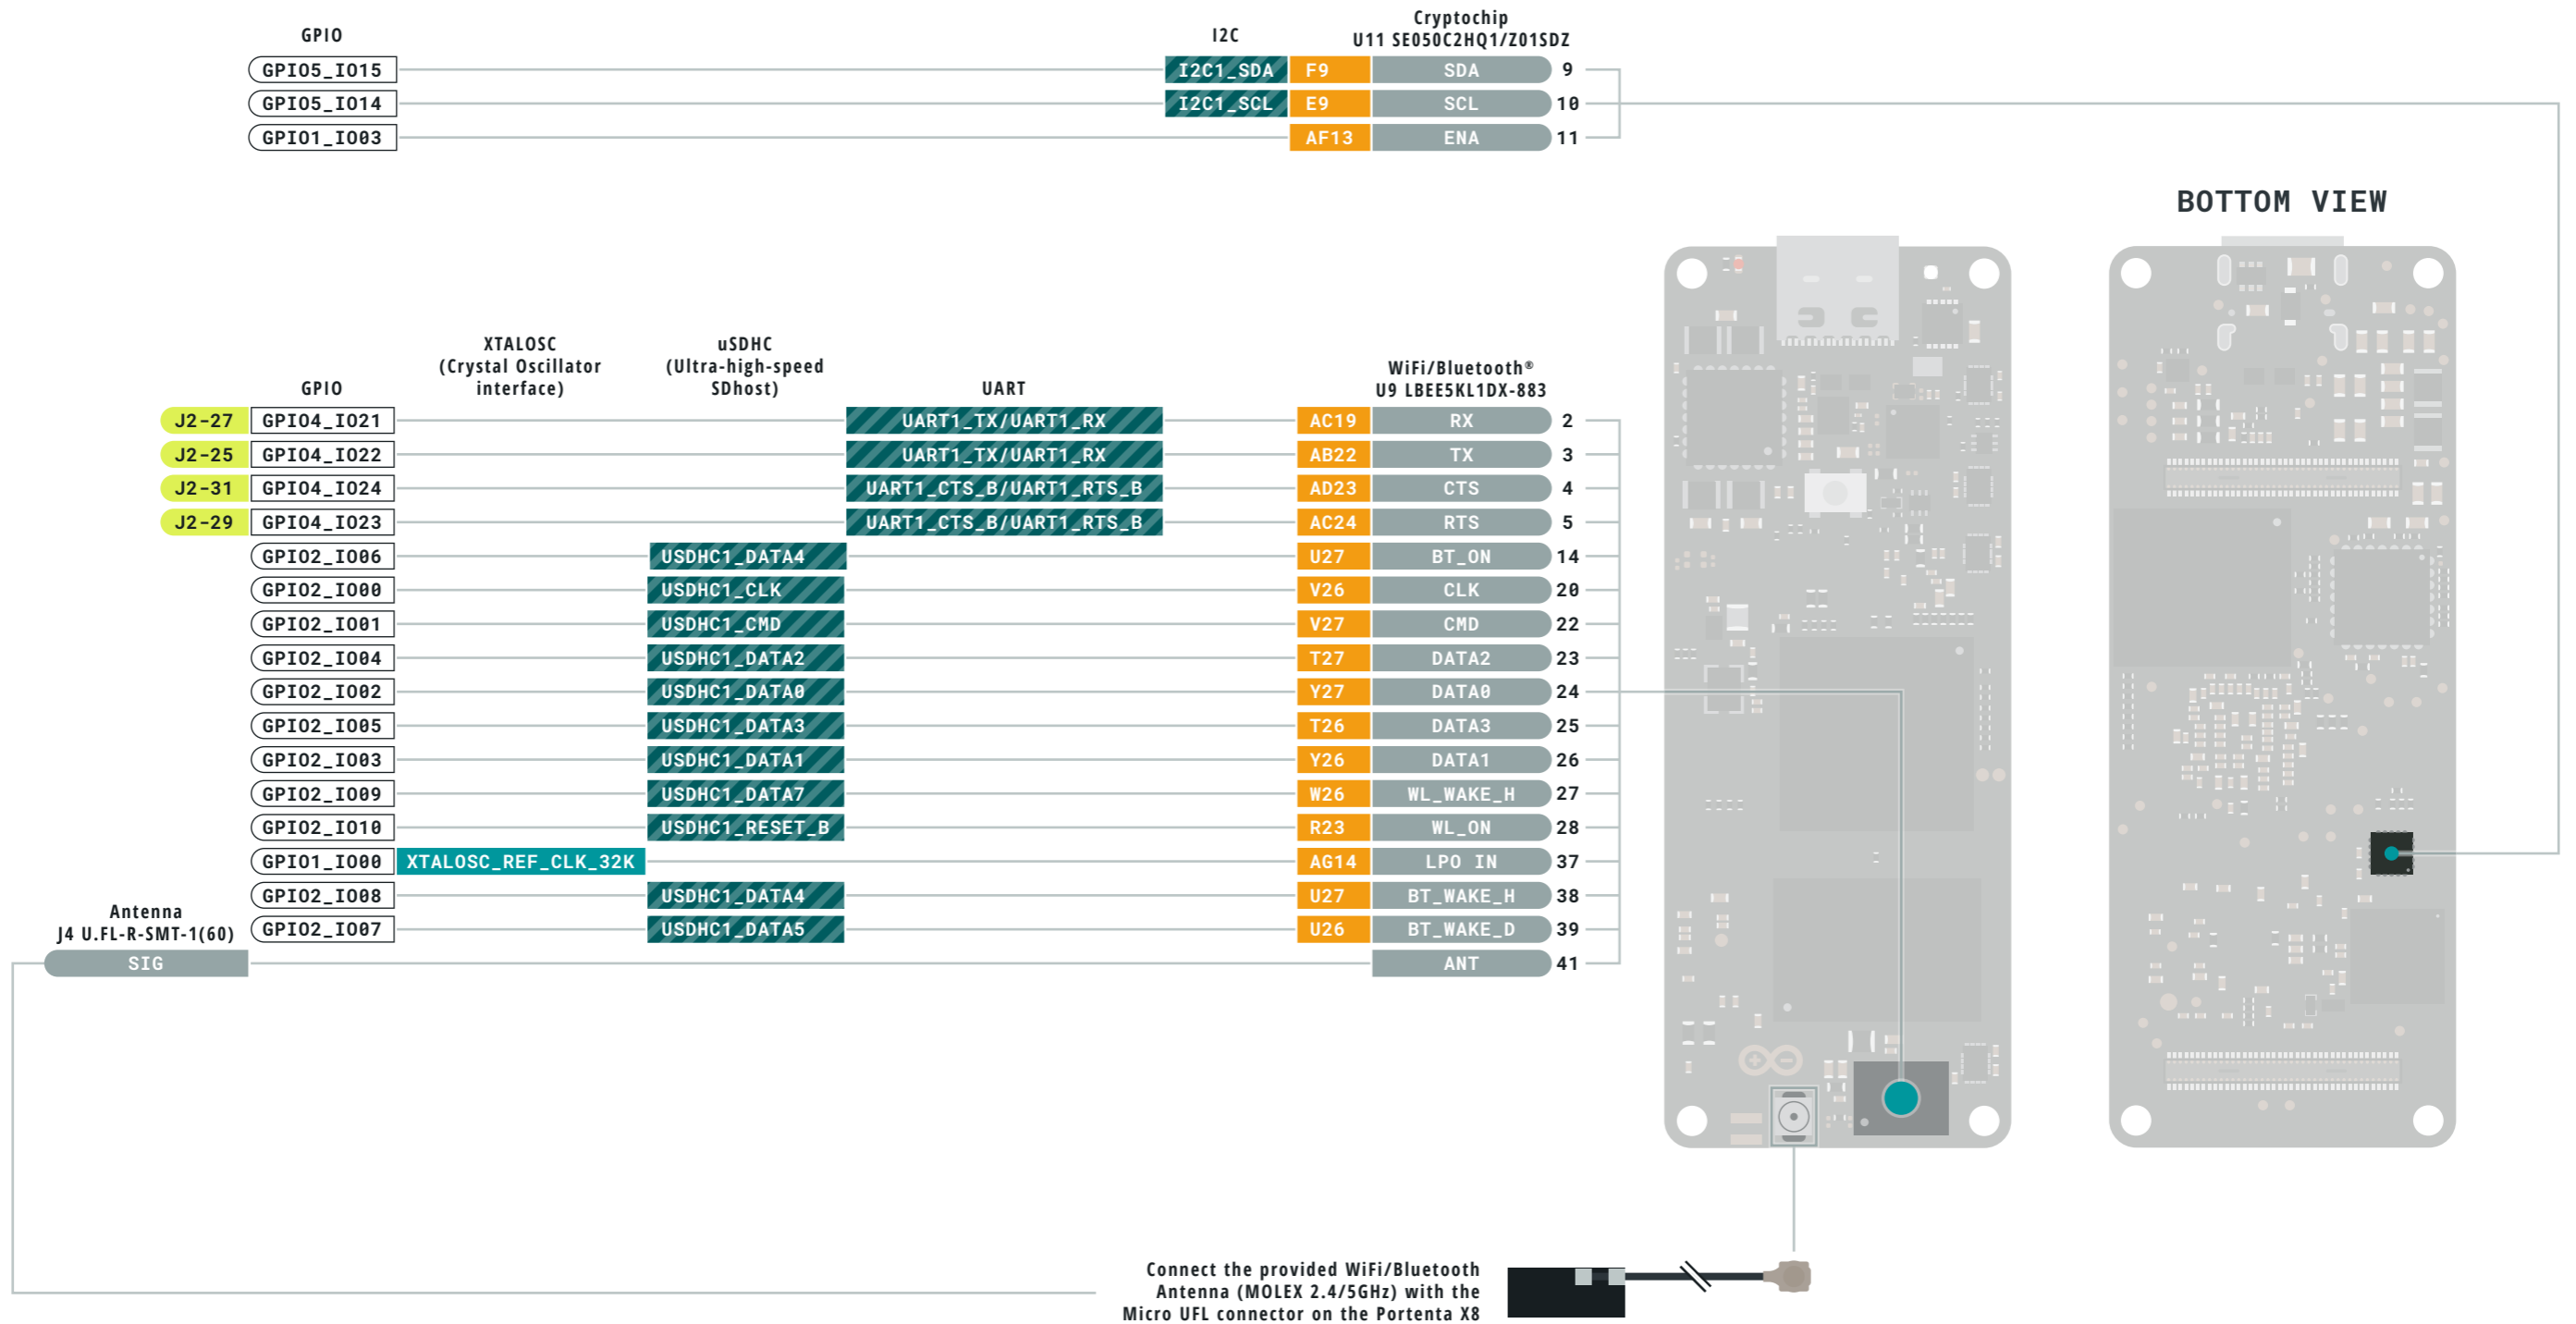 GPIO I2C Cryptochip
U11 SE050C2HQ1/Z01SDZ
GPIO5_IO15 I2C1_SDA F9 SDA 9
GPIO5_IO14 I2C1_SCL E9 SCL 10
GPIO1_IO03 AF13 ENA 11
BOTTOM VIEW
GPIO
XTALOSC
(Crystal Oscillator
interface)
uSDHC
(Ultra-high-speed
SDhost)
UART
WiFi/Bluetooth®
U9 LBEE5KL1DX-883
J2-27 GPIO4_IO21 UART1_TX/UART1_RX AC19 RX 2
J2-25 GPIO4_IO22 UART1_TX/UART1_RX AB22 TX 3
J2-31 GPIO4_IO24 UART1_CTS_B/UART1_RTS_B AD23 CTS 4
J2-29 GPIO4_IO23 UART1_CTS_B/UART1_RTS_B AC24 RTS 5
GPIO2_IO06 USDHC1_DATA4 U27 BT_ON 14
GPIO2_IO00 USDHC1_CLK V26 CLK 20
GPIO2_IO01 USDHC1_CMD V27 CMD 22
GPIO2_IO04 USDHC1_DATA2 T27 DATA2 23
GPIO2_IO02 USDHC1_DATA0 Y27 DATA0 24
GPIO2_IO05 USDHC1_DATA3 T26 DATA3 25
GPIO2_IO03 USDHC1_DATA1 Y26 DATA1 26
GPIO2_IO09 USDHC1_DATA7 W26 WL_WAKE_H 27
GPIO2_IO10 USDHC1_RESET_B R23 WL_ON 28
GPIO1_IO00 XTALOSC_REF_CLK_32K AG14 LPO IN 37
GPIO2_IO08 USDHC1_DATA4 U27 BT_WAKE_H 38
GPIO2_IO07 USDHC1_DATA5 U26 BT_WAKE_D 39
Antenna
J4 U.FL-R-SMT-1(60)
SIG ANT 41
Connect the provided WiFi/Bluetooth
Antenna (MOLEX 2.4/5GHz) with the
Micro UFL connector on the Portenta X8